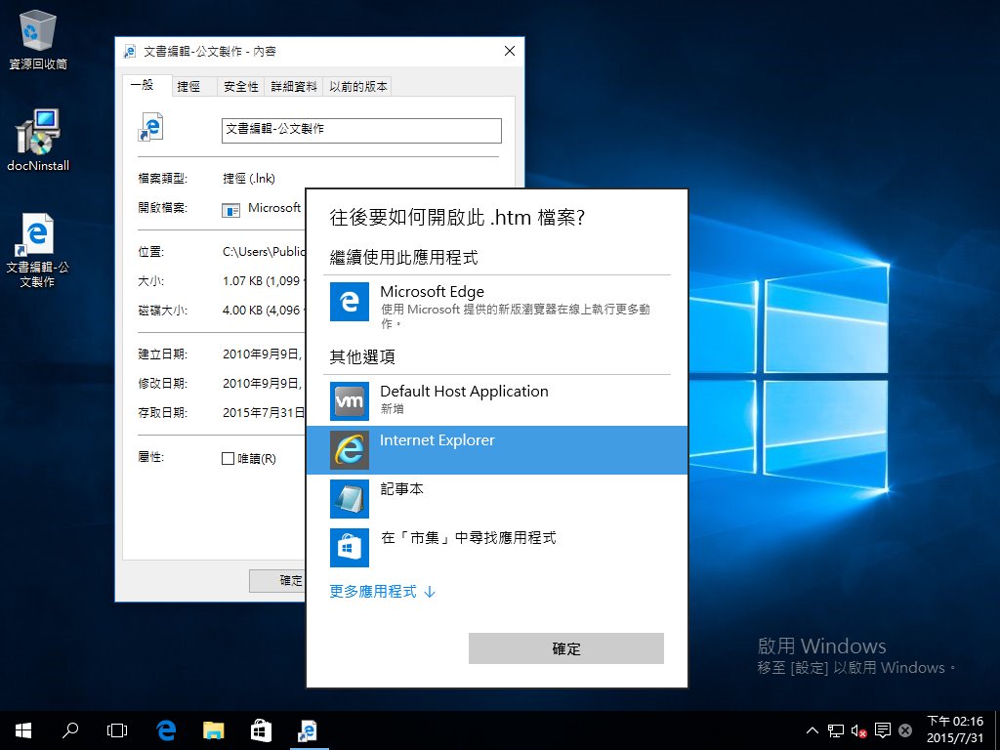 資源回收筒
docNinstall
文書編輯-公
文製作
文書編輯-公文製作 - 內容
一般
捷徑
安全性
詳細資料
以前的版本
文書編輯-公文製作
檔案類型:
捷徑 (.lnk)
開啟檔案:
Microsoft
位置:
C:\Users\Public
大小:
1.07 KB (1,099
磁碟大小:
4.00 KB (4,096
建立日期:
2010年9月9日,
修改日期:
2010年9月9日,
存取日期:
2015年7月31日
屬性:
唯讀(R)
確定
往後要如何開啟此 .htm 檔案?
繼續使用此應用程式
Microsoft Edge
使用 Microsoft 提供的新版瀏覽器在線上執行更多動
作。
其他選項
vm
Default Host Application
新增
Internet Explorer
記事本
在「市集」中尋找應用程式
更多應用程式 ↓
確定
啟用 Windows
移至 [設定] 以啟用 Windows。
下午 02:16
2015/7/31